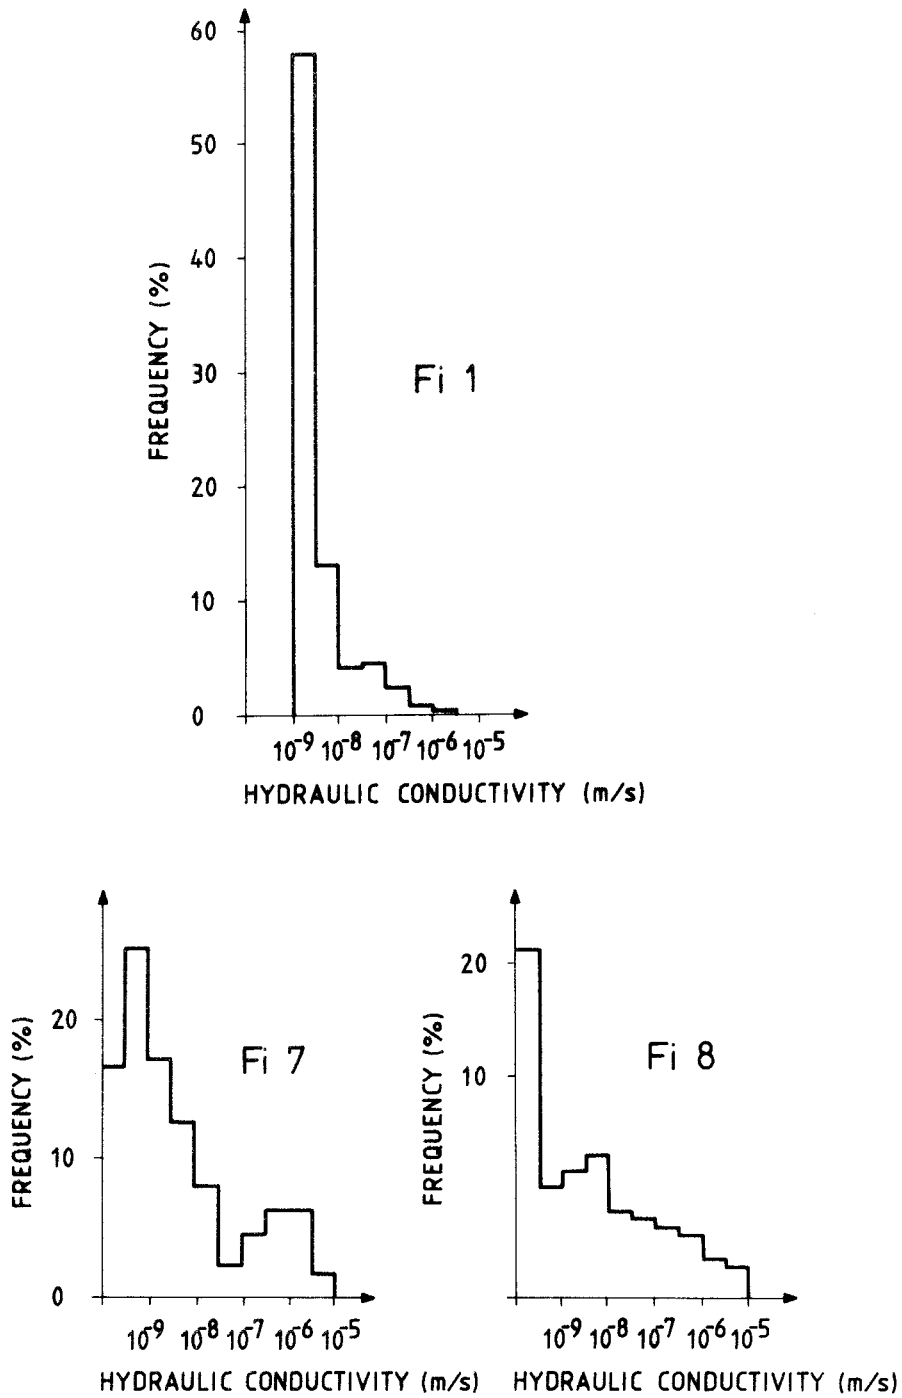 60
50
40
30
20
10
0
FREQUENCY (%)
Fi 1
10⁻⁹ 10⁻⁸ 10⁻⁷ 10⁻⁶ 10⁻⁵
HYDRAULIC CONDUCTIVITY (m/s)
20
10
0
FREQUENCY (%)
Fi 7
10⁻⁹ 10⁻⁸ 10⁻⁷ 10⁻⁶ 10⁻⁵
HYDRAULIC CONDUCTIVITY (m/s)
20
10
FREQUENCY (%)
Fi 8
10⁻⁹ 10⁻⁸ 10⁻⁷ 10⁻⁶ 10⁻⁵
HYDRAULIC CONDUCTIVITY (m/s)